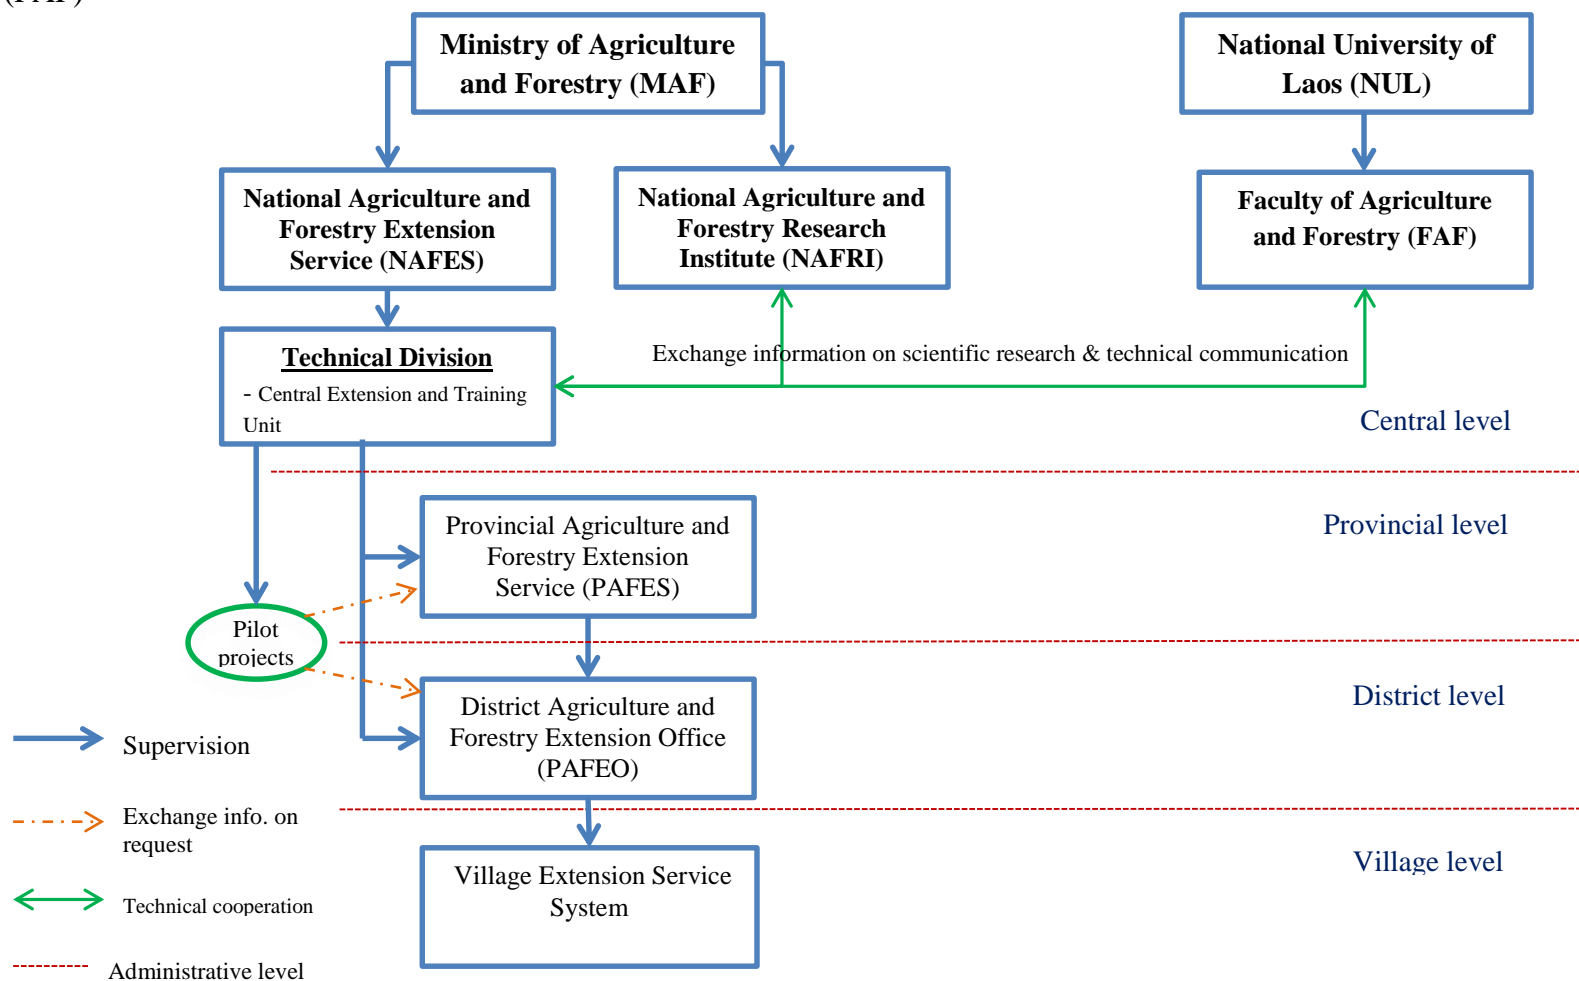 (FAF)
Ministry of Agriculture
and Forestry (MAF)
National University of
Laos (NUL)
National Agriculture and
Forestry Extension
Service (NAFES)
National Agriculture and
Forestry Research
Institute (NAFRI)
Faculty of Agriculture
and Forestry (FAF)
Technical Division
- Central Extension and Training
Unit
Exchange information on scientific research & technical communication
Central level
Provincial Agriculture and
Forestry Extension
Service (PAFES)
Provincial level
Pilot
projects
District Agriculture and
Forestry Extension Office
(PAFEO)
District level
Village Extension Service
System
Village level
Supervision
Exchange info. on
request
Technical cooperation
Administrative level